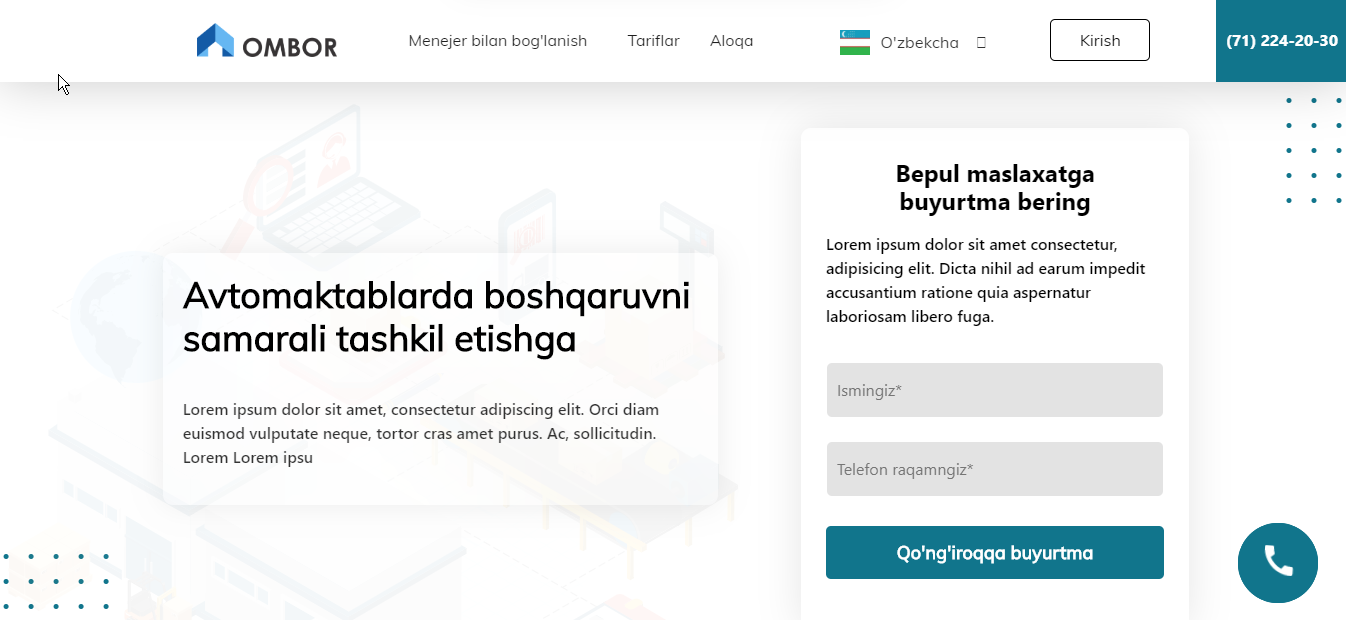 OMBOR
Menejer bilan bog'lanish
Tariflar
Aloqa
O'zbekcha
Kirish
(71) 224-20-30
Avtomaktablarda boshqaruvni
samarali tashkil etishga
Lorem ipsum dolor sit amet, consectetur adipiscing elit. Orci diam
euismod vulputate neque, tortor cras amet purus. Ac, sollicitudin.
Lorem Lorem ipsu
Bepul maslaxatga
buyurtma bering
Lorem ipsum dolor sit amet consectetur,
adipisicing elit. Dicta nihil ad earum impedit
accusantium ratione quia aspernatur
laboriosam libero fuga.
Ismingiz*
Telefon raqamngiz*
Qo'ng'iroqqa buyurtma